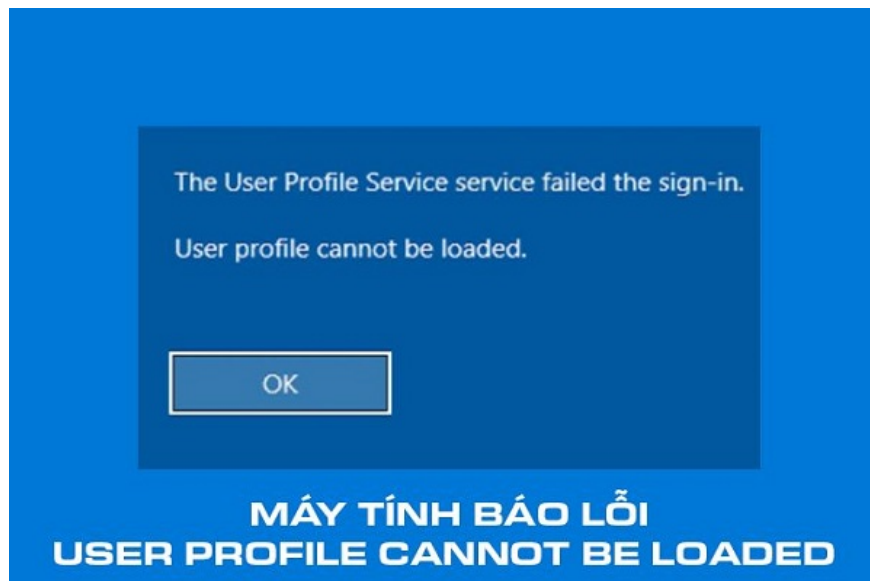 The User Profile Service service failed the sign-in.
User profile cannot be loaded.
OK
MÁY TÍNH BÁO LỖI
USER PROFILE CANNOT BE LOADED